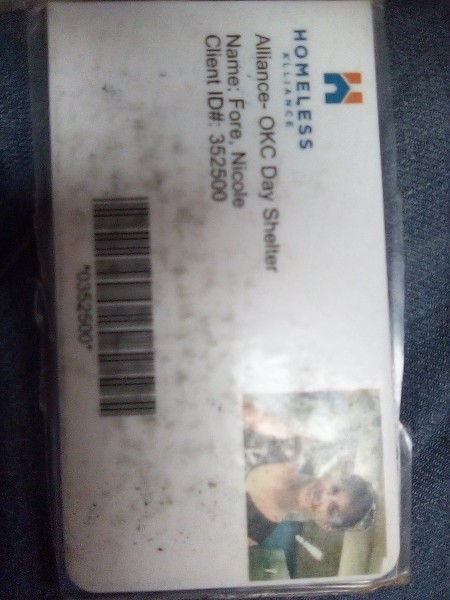 HOMELESS
ALLIANCE
Alliance- OKC Day Shelter
Name: Fore, Nicole
Client ID#: 352500
*0352500*